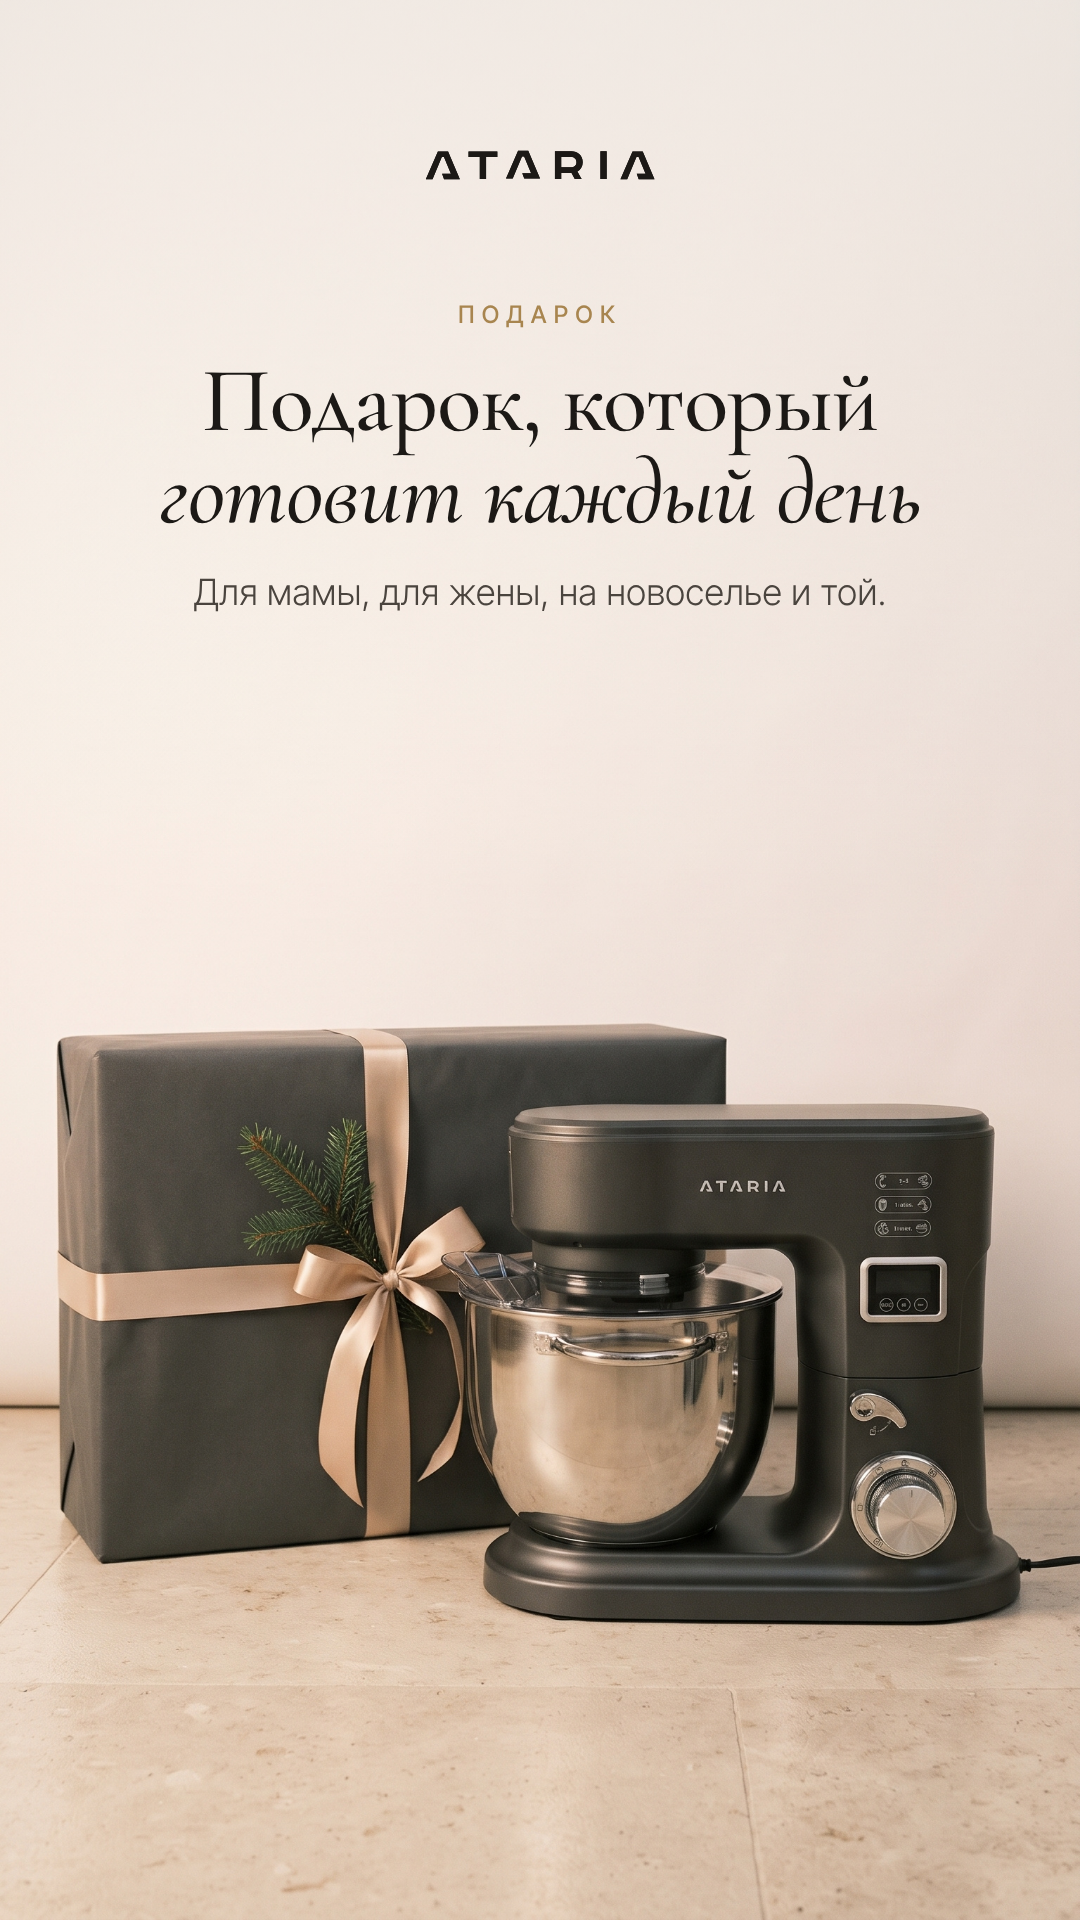 ATARIA
ПОДАРОК
Подарок, который
готовит каждый день
Для мамы, для жены, на новоселье и той.
ATARIA